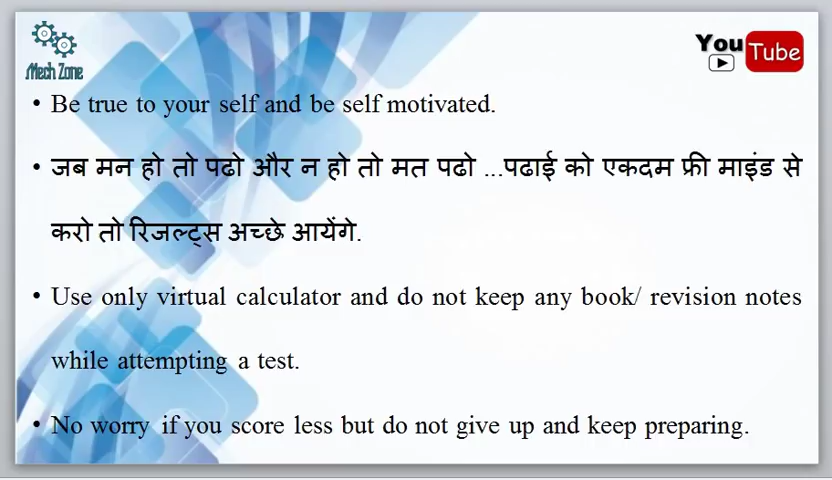 Mech Zone
You Tube
• Be true to your self and be self motivated.
• जब मन हो तो पढो और न हो तो मत पढो ...पढाई को एकदम फ्री माइंड से
करो तो रिजल्ट्स अच्छे आयेंगे.
• Use only virtual calculator and do not keep any book/ revision notes
while attempting a test.
• No worry if you score less but do not give up and keep preparing.